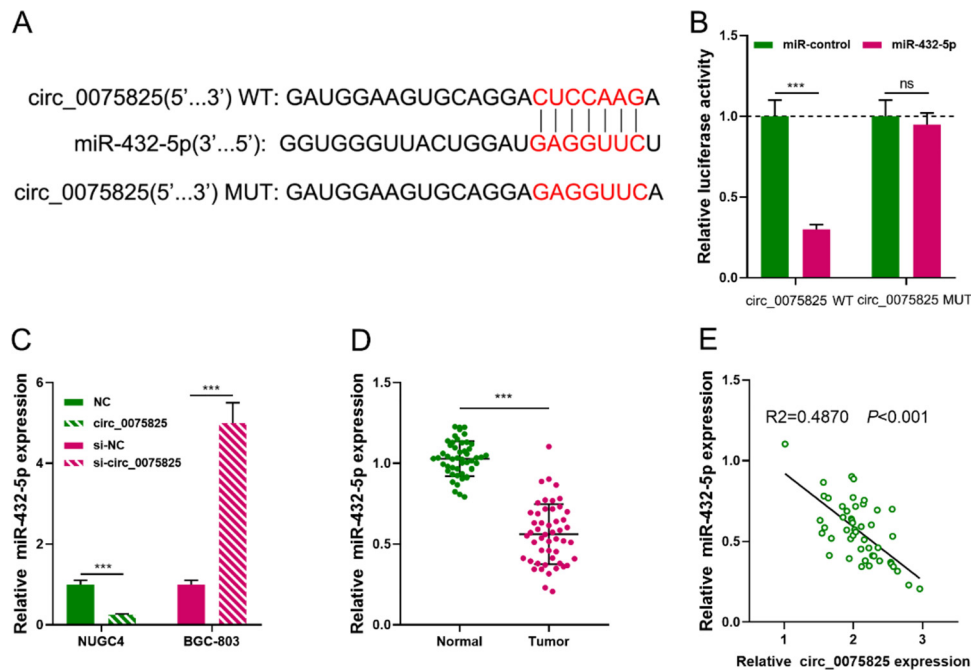 A
circ_0075825(5'...3') WT: GAUGGAAGUGCAGGACUCCAAGA
miR-432-5p(3'...5'): GGUGGGUUACUGGAUGAGGUUCU
circ_0075825(5'...3') MUT: GAUGGAAGUGCAGGAGAGGUUCA
B
miR-control miR-432-5p
Relative luciferase activity
1.5
1.0
0.5
0.0
***
ns
circ_0075825 WT circ_0075825 MUT
C
Relative miR-432-5p expression
6
4
2
0
NC
circ_0075825
si-NC
si-circ_0075825
***
***
NUGC4 BGC-803
D
Relative miR-432-5p expression
1.5
1.0
0.5
0.0
***
Normal Tumor
E
Relative miR-432-5p expression
1.5
1.0
0.5
0.0
R2=0.4870 P<0.001
1 2 3
Relative circ_0075825 expression